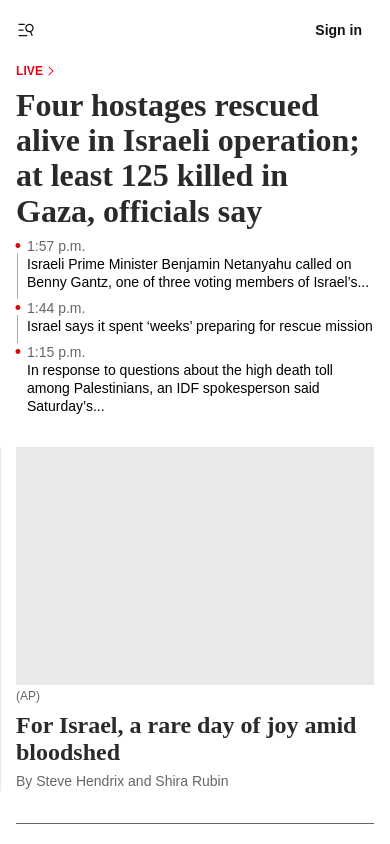 Sign in
LIVE
Four hostages rescued
alive in Israeli operation;
at least 125 killed in
Gaza, officials say
1:57 p.m.
Israeli Prime Minister Benjamin Netanyahu called on
Benny Gantz, one of three voting members of Israel’s...
1:44 p.m.
Israel says it spent ‘weeks’ preparing for rescue mission
1:15 p.m.
In response to questions about the high death toll
among Palestinians, an IDF spokesperson said
Saturday’s...
(AP)
For Israel, a rare day of joy amid
bloodshed
By Steve Hendrix and Shira Rubin